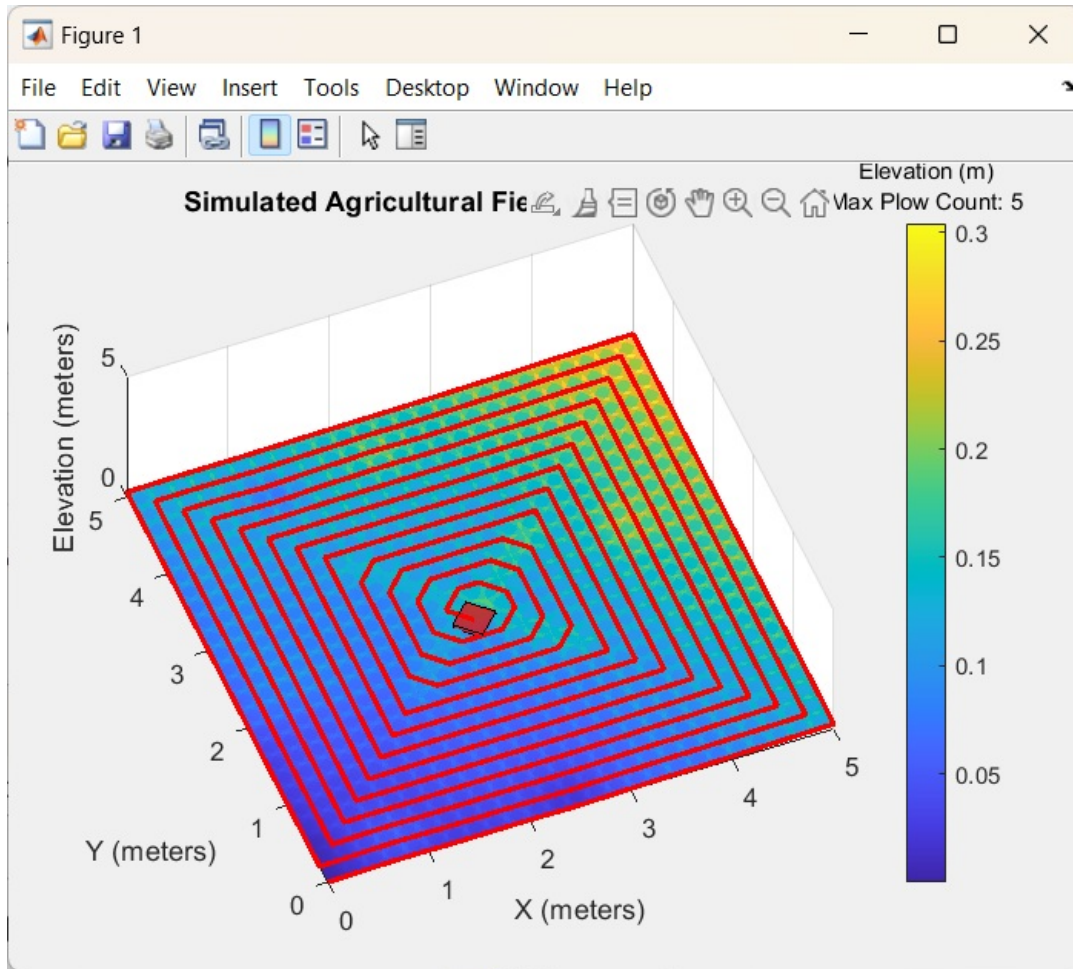 Figure 1
File Edit View Insert Tools Desktop Window Help
Elevation (m)
Simulated Agricultural
Max Plow Count: 5
0.3
0.25
0.2
0.15
0.1
0.05
Elevation (meters)
5
0
5
4
3
2
1
0
Y (meters)
0
1
2
3
4
5
X (meters)